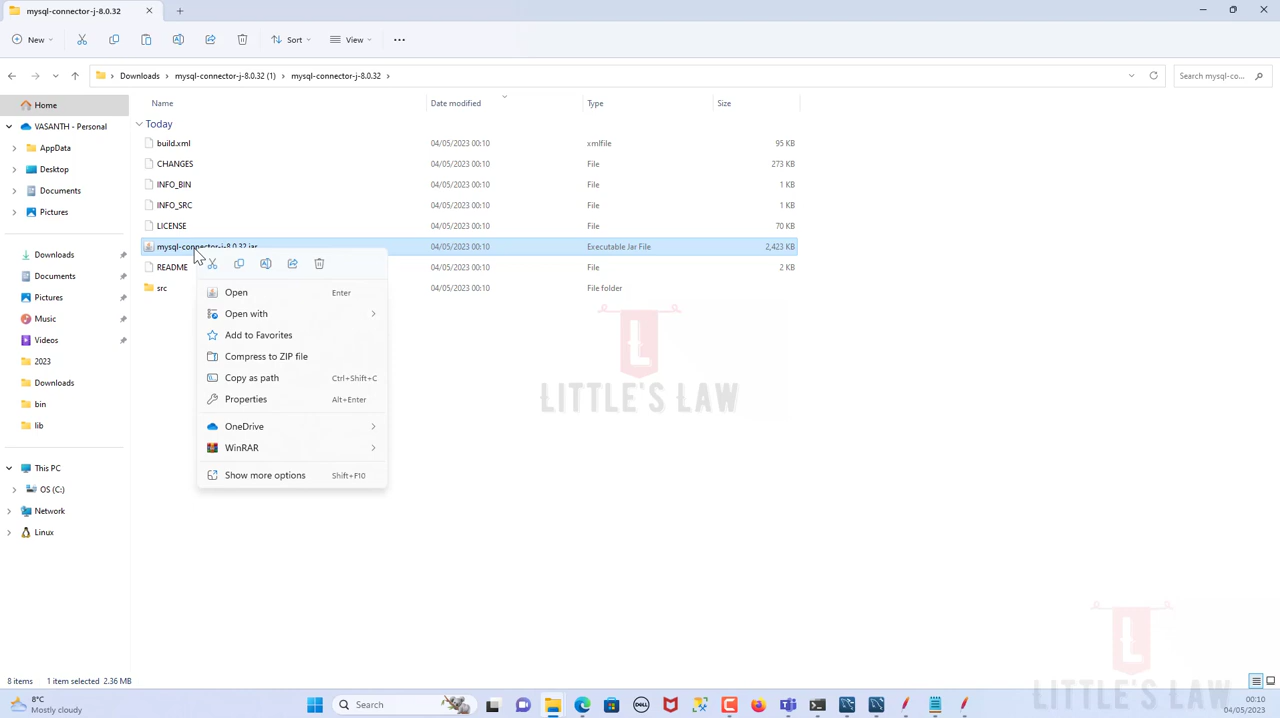 mysql-connector-j-8.0.32
New
Sort
View
Downloads
mysql-connector-j-8.0.32 (1)
mysql-connector-j-8.0.32
Search mysql-co...
Home
VASANTH - Personal
AppData
Desktop
Documents
Pictures
Downloads
Documents
Pictures
Music
Videos
2023
Downloads
bin
lib
This PC
OS (C:)
Network
Linux
Name Date modified Type Size
Today
build.xml 04/05/2023 00:10 xmlfile 95 KB
CHANGES 04/05/2023 00:10 File 273 KB
INFO_BIN 04/05/2023 00:10 File 1 KB
INFO_SRC 04/05/2023 00:10 File 1 KB
LICENSE 04/05/2023 00:10 File 70 KB
mysql-connector-j-8.0.32.jar 04/05/2023 00:10 Executable Jar File 2,423 KB
README 04/05/2023 00:10 File 2 KB
src 04/05/2023 00:10 File folder
Open Enter
Open with
Add to Favorites
Compress to ZIP file
Copy as path Ctrl+Shift+C
Properties Alt+Enter
OneDrive
WinRAR
Show more options Shift+F10
L
LITTLE'S LAW
L
LITTLE'S LAW
8 items 1 item selected 2.36 MB
8°C
Mostly cloudy
Search
DELL
00:10
04/05/2023